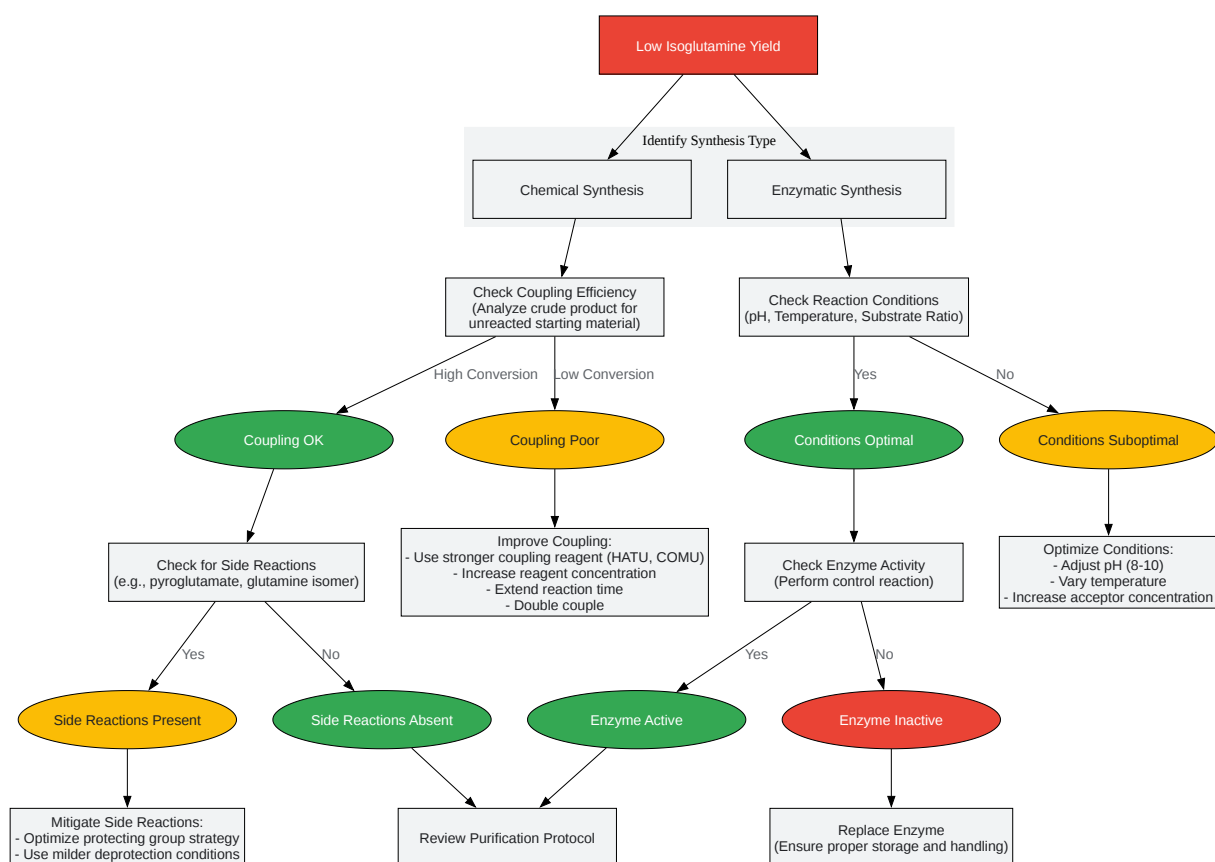 Low Isoglutamine Yield
Identify Synthesis Type
Chemical Synthesis
Enzymatic Synthesis
Check Coupling Efficiency
(Analyze crude product for
unreacted starting material)
Check Reaction Conditions
(pH, Temperature, Substrate Ratio)
High Conversion
Low Conversion
Yes
No
Coupling OK
Coupling Poor
Conditions Optimal
Conditions Suboptimal
Check for Side Reactions
(e.g., pyroglutamate, glutamine isomer)
Improve Coupling:
- Use stronger coupling reagent (HATU, COMU)
- Increase reagent concentration
- Extend reaction time
- Double couple
Check Enzyme Activity
(Perform control reaction)
Optimize Conditions:
- Adjust pH (8-10)
- Vary temperature
- Increase acceptor concentration
Yes
No
Yes
No
Side Reactions Present
Side Reactions Absent
Enzyme Active
Enzyme Inactive
Mitigate Side Reactions:
- Optimize protecting group strategy
- Use milder deprotection conditions
Review Purification Protocol
Replace Enzyme
(Ensure proper storage and handling)